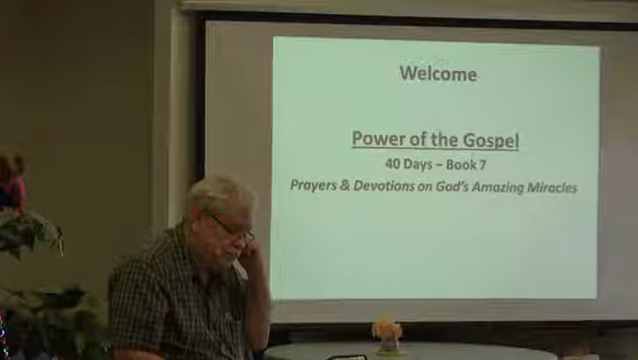 Welcome
Power of the Gospel
40 Days – Book 7
Prayers & Devotions on God's Amazing Miracles